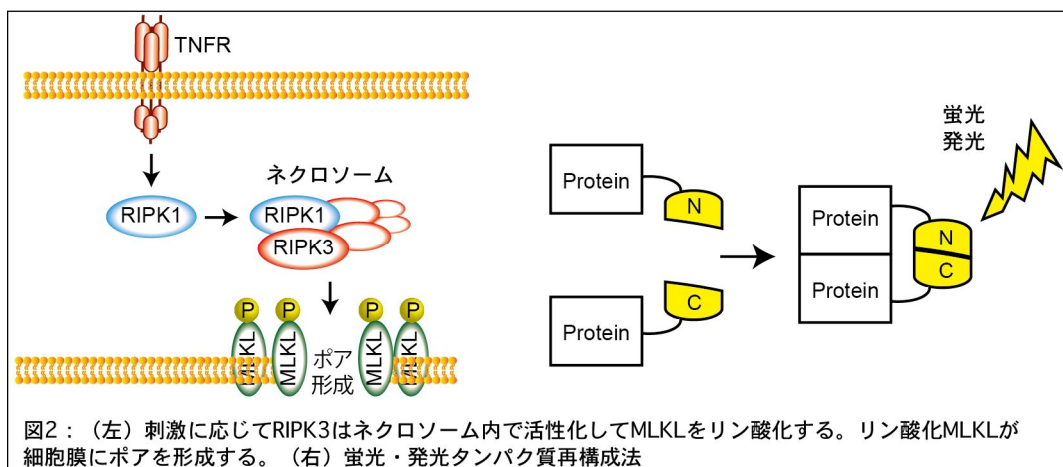 TNFR
RIPK1
ネクロソーム
RIPK1
RIPK3
P
P
P
P
MLKL
MLKL
ポア
形成
MLKL
MLKL
Protein
N
Protein
C
蛍光
発光
Protein
N
C
Protein
図2:(左)刺激に応じてRIPK3はネクロソーム内で活性化してMLKLをリン酸化する。リン酸化MLKLが
細胞膜にポアを形成する。(右)蛍光・発光タンパク質再構成法